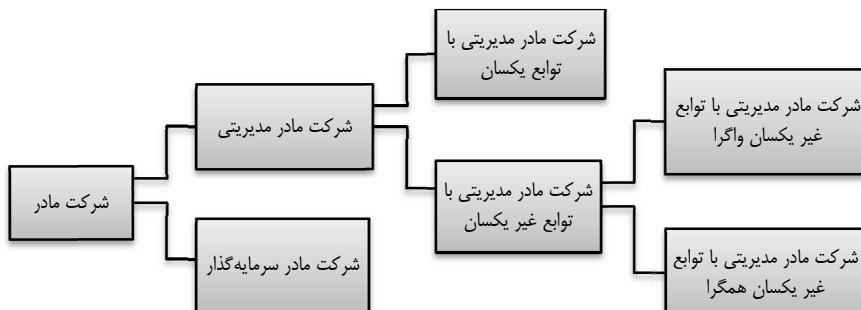 شرکت مادر
شرکت مادر مدیریتی
شرکت مادر سرمایه‌گذار
شرکت مادر مدیریتی با
توابع یکسان
شرکت مادر مدیریتی با
توابع غیر یکسان
شرکت مادر مدیریتی با توابع
غیر یکسان واگرا
شرکت مادر مدیریتی با توابع
غیر یکسان همگرا